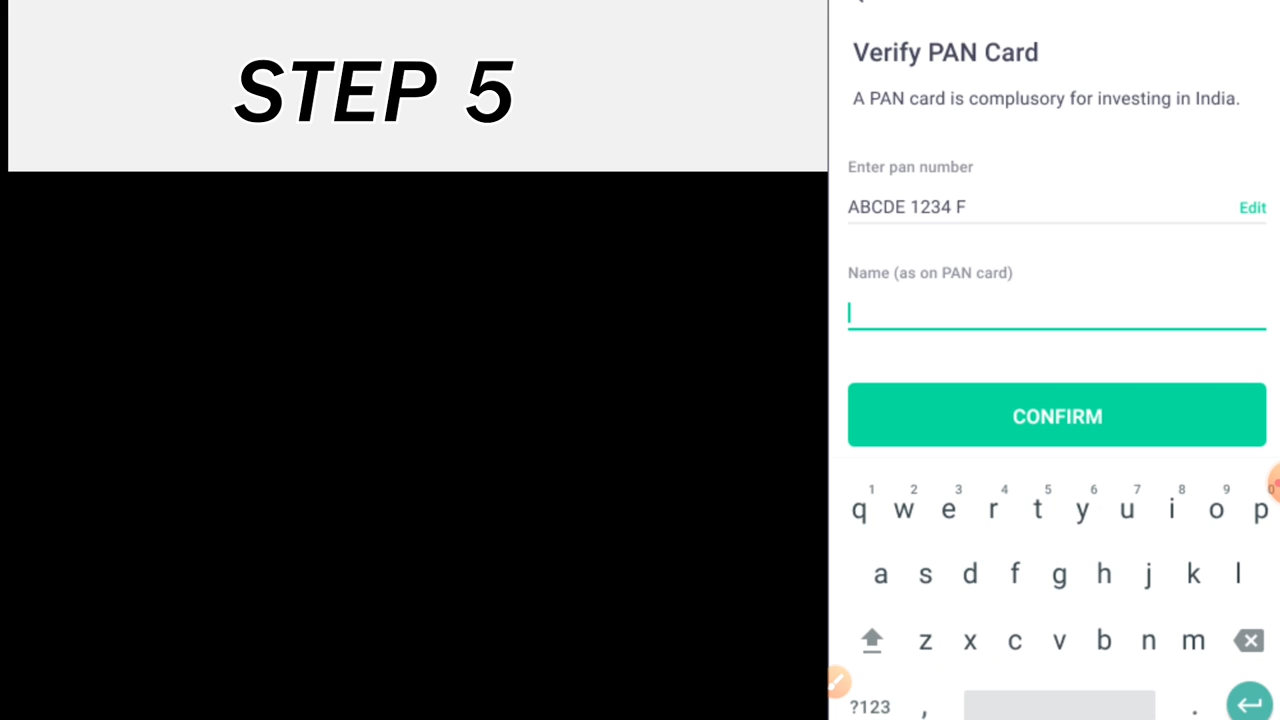 STEP 5
Verify PAN Card
A PAN card is complusory for investing in India.
Enter pan number
ABCDE 1234 F
Edit
Name (as on PAN card)
CONFIRM
1 2 3 4 5 6 7 8 9 0
q w e r t y u i o p
a s d f g h j k l
z x c v b n m
?123 , .